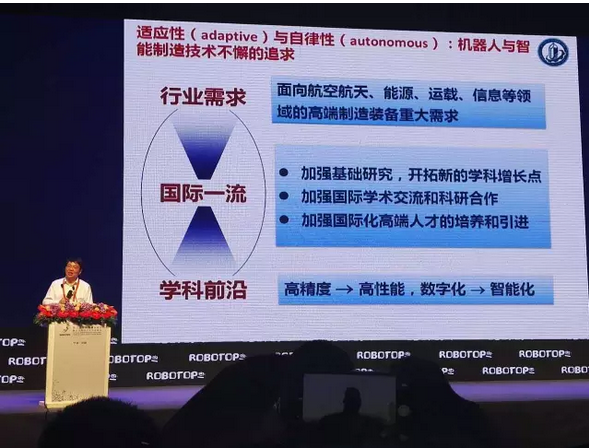 适应性（adaptive）与自律性（autonomous）：机器人与智
能制造技术不懈的追求
行业需求
面向航空航天、能源、运载、信息等领
域的高端制造装备重大需求
国际一流
● 加强基础研究，开拓新的学科增长点
● 加强国际学术交流和科研合作
● 加强国际化高端人才的培养和引进
学科前沿
高精度 → 高性能，数字化 → 智能化
ROBOTOP
ROBOTOP
ROBOTOP
ROBOTOP
ROBOTOP
ROBOTOP
ROBOTOP
ROBOTOP